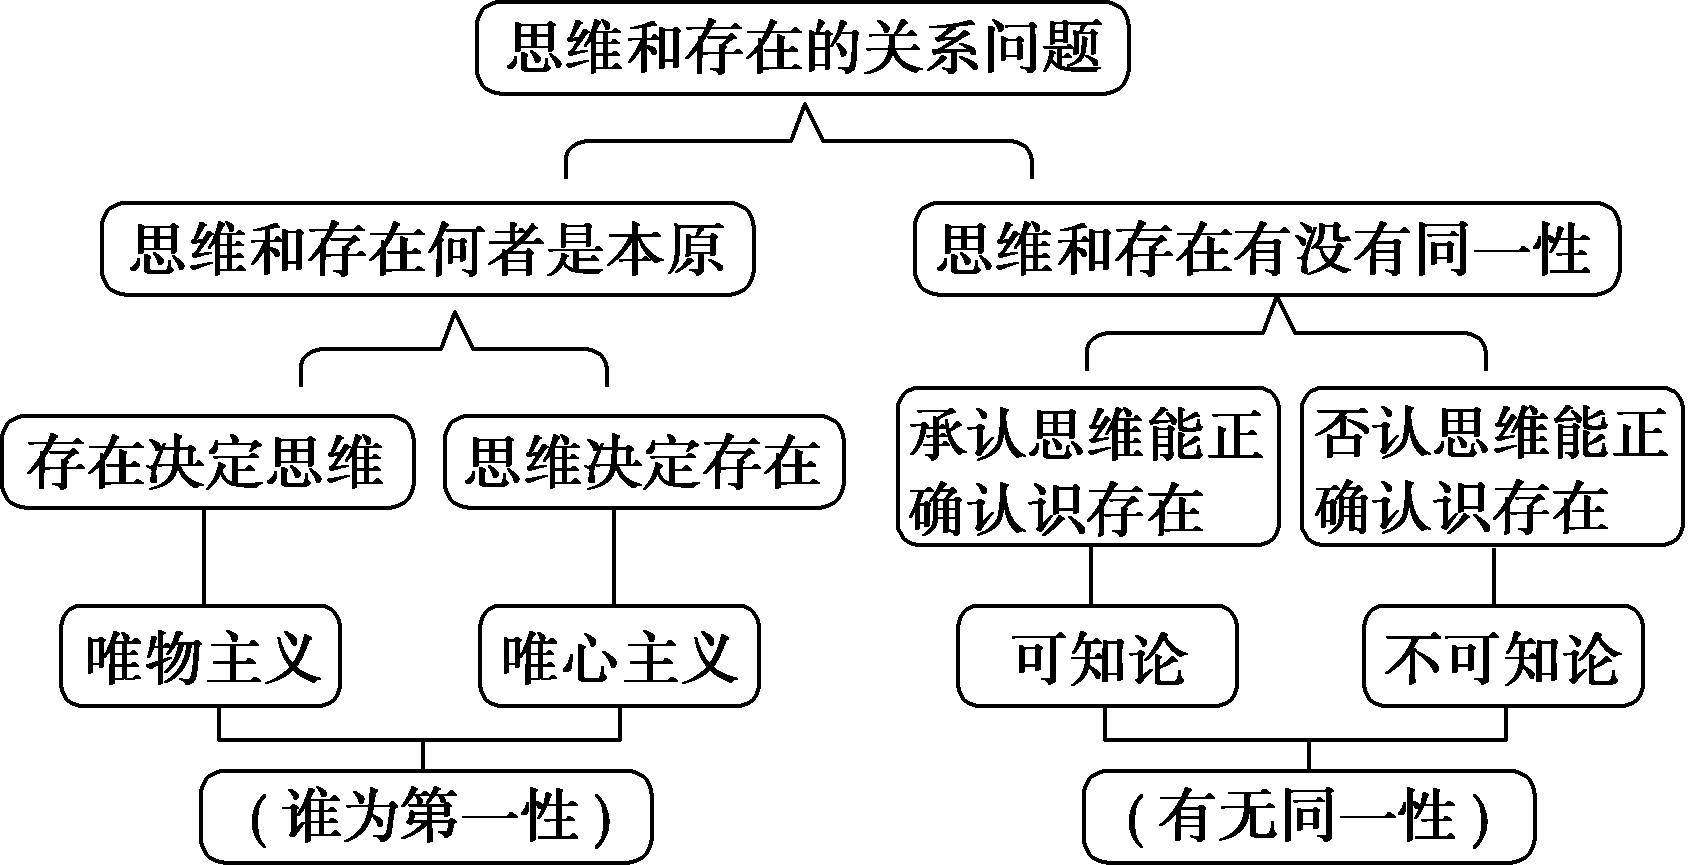 思维和存在的关系问题
思维和存在何者是本原
思维和存在有没有同一性
存在决定思维
思维决定存在
承认思维能正
确认识存在
否认思维能正
确认识存在
唯物主义
唯心主义
可知论
不可知论
(谁为第一性)
(有无同一性)